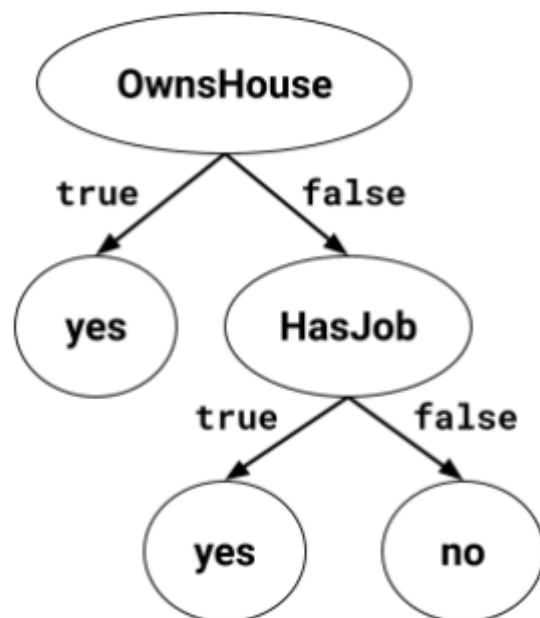 OwnsHouse
true false
yes HasJob
true false
yes no